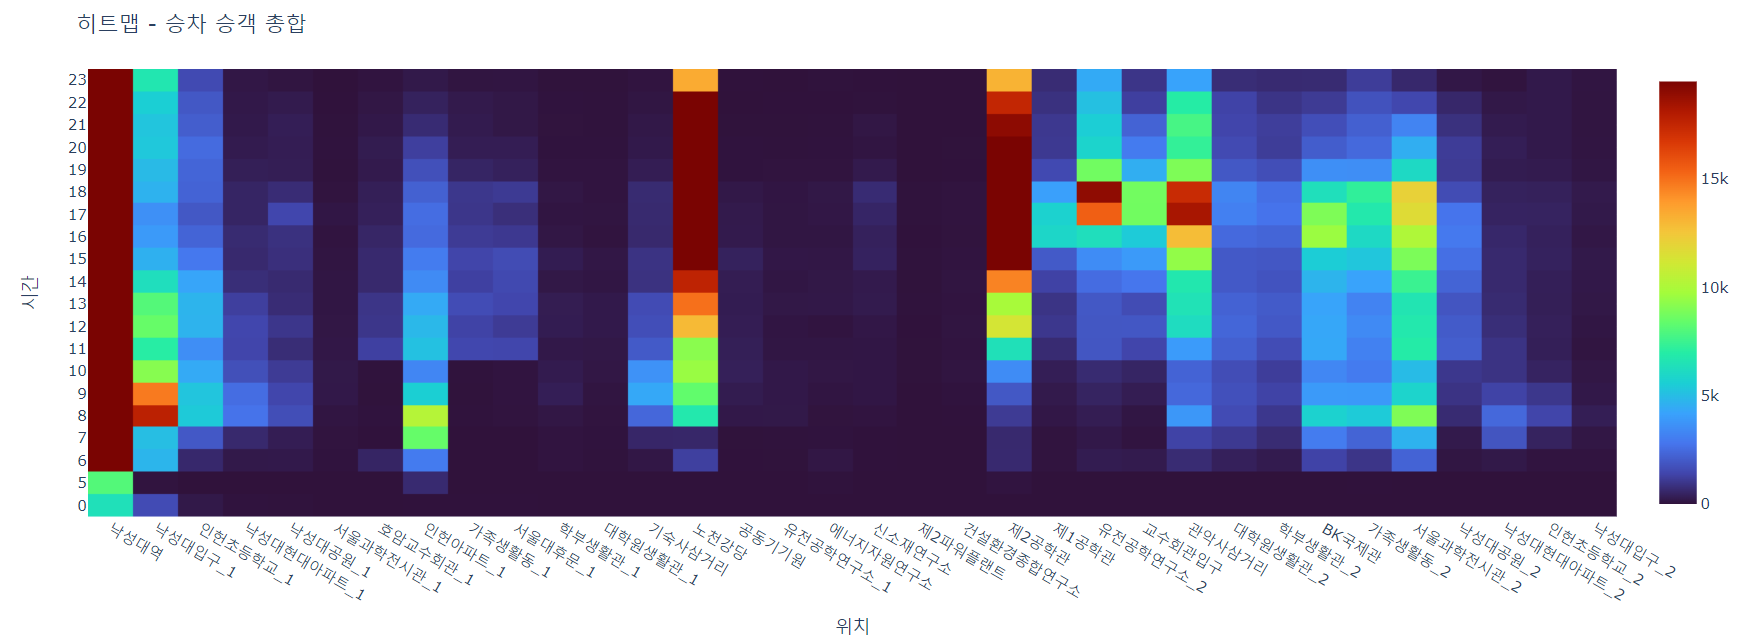 히트맵 - 승차 승객 총합
23
22
21
20
19
18
17
16
15
14
13
12
11
10
9
8
7
6
5
0
시간
낙성대역
낙성대입구_1
인헌초등학교_1
낙성대현대아파트_1
낙성대공원_1
서울과학전시관_1
호암교수회관_1
인헌아파트_1
가족생활동_1
서울대후문_1
학부생활관_1
대학원생활관_1
기숙사삼거리
노천강당
공동기기원
유전공학연구소_1
에너지자원연구소
신소재연구소
제2파워플랜트
건설환경종합연구소
제2공학관
제1공학관
유전공학연구소_2
교수회관입구
관악사삼거리
대학원생활관_2
학부생활관_2
BK국제관
가족생활동_2
서울과학전시관_2
낙성대공원_2
낙성대현대아파트_2
인헌초등학교_2
낙성대입구_2
위치
15k
10k
5k
0